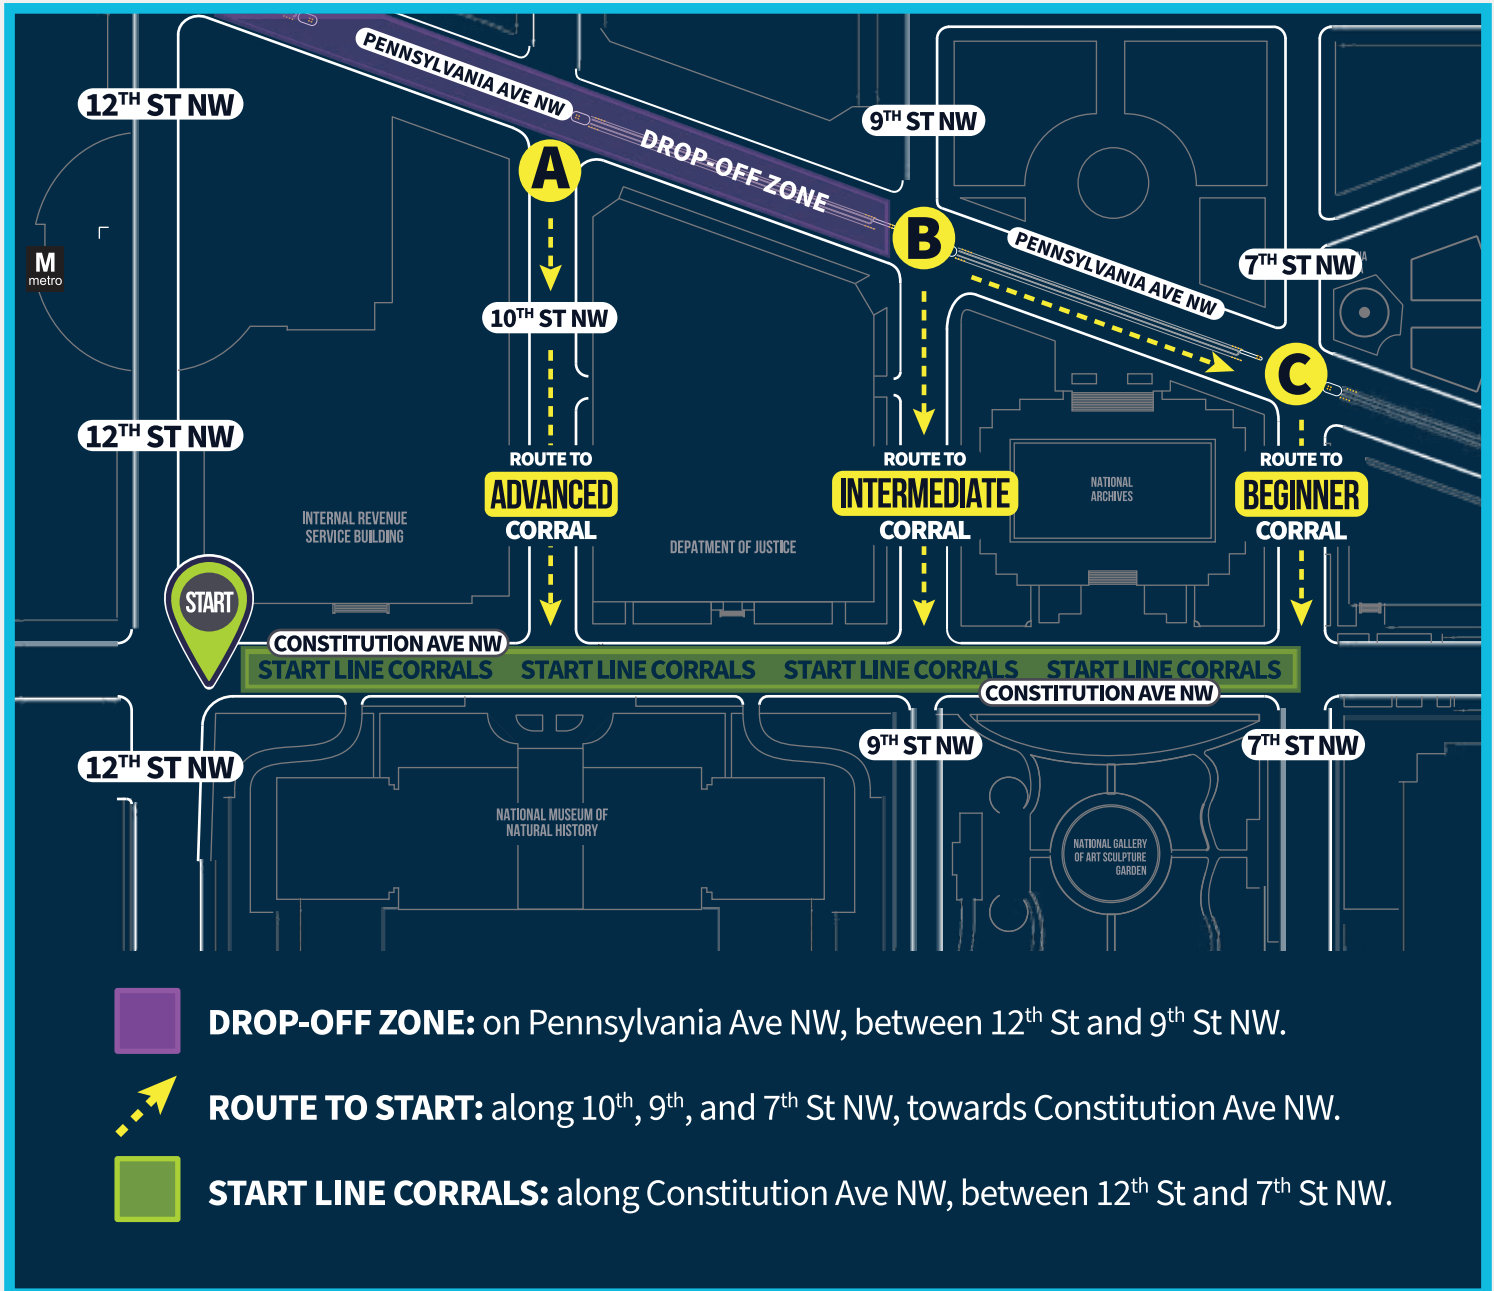 PENNSYLVANIA AVE NW
12TH ST NW
9TH ST NW
DROP-OFF ZONE
A
B
PENNSYLVANIA AVE NW
7TH ST NW
M
metro
10TH ST NW
C
12TH ST NW
ROUTE TO
ADVANCED
CORRAL
ROUTE TO
INTERMEDIATE
CORRAL
NATIONAL
ARCHIVES
ROUTE TO
BEGINNER
CORRAL
INTERNAL REVENUE
SERVICE BUILDING
DEPATMENT OF JUSTICE
START
CONSTITUTION AVE NW
START LINE CORRALS START LINE CORRALS START LINE CORRALS START LINE CORRALS
CONSTITUTION AVE NW
12TH ST NW
9TH ST NW
7TH ST NW
NATIONAL MUSEUM OF
NATURAL HISTORY
NATIONAL GALLERY
OF ART SCULPTURE
GARDEN
DROP-OFF ZONE: on Pennsylvania Ave NW, between 12th St and 9th St NW.
ROUTE TO START: along 10th, 9th, and 7th St NW, towards Constitution Ave NW.
START LINE CORRALS: along Constitution Ave NW, between 12th St and 7th St NW.